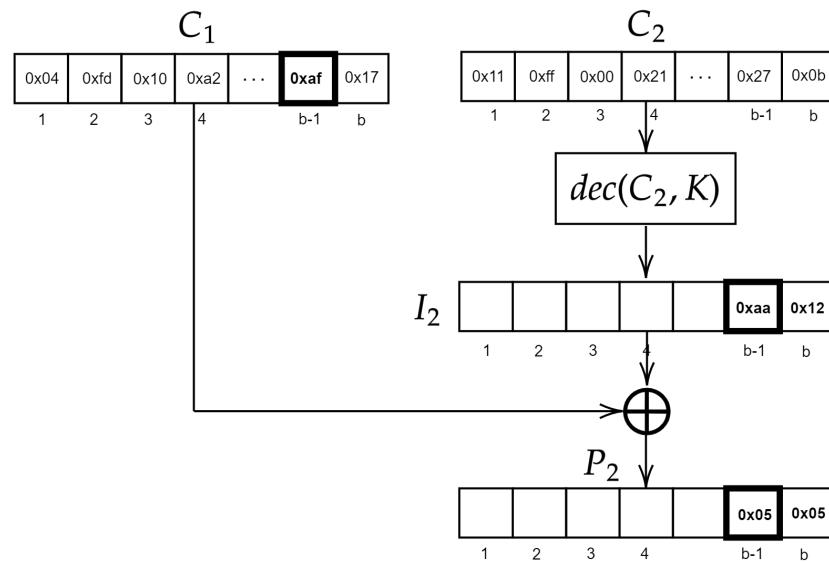 C₁
C₂
0x04 0xfd 0x10 0xa2 ... 0xaf 0x17
0x11 0xff 0x00 0x21 ... 0x27 0x0b
1 2 3 4 b-1 b
1 2 3 4 b-1 b
dec(C₂, K)
I₂
0xaa 0x12
1 2 3 4 b-1 b
P₂
0x05 0x05
1 2 3 4 b-1 b